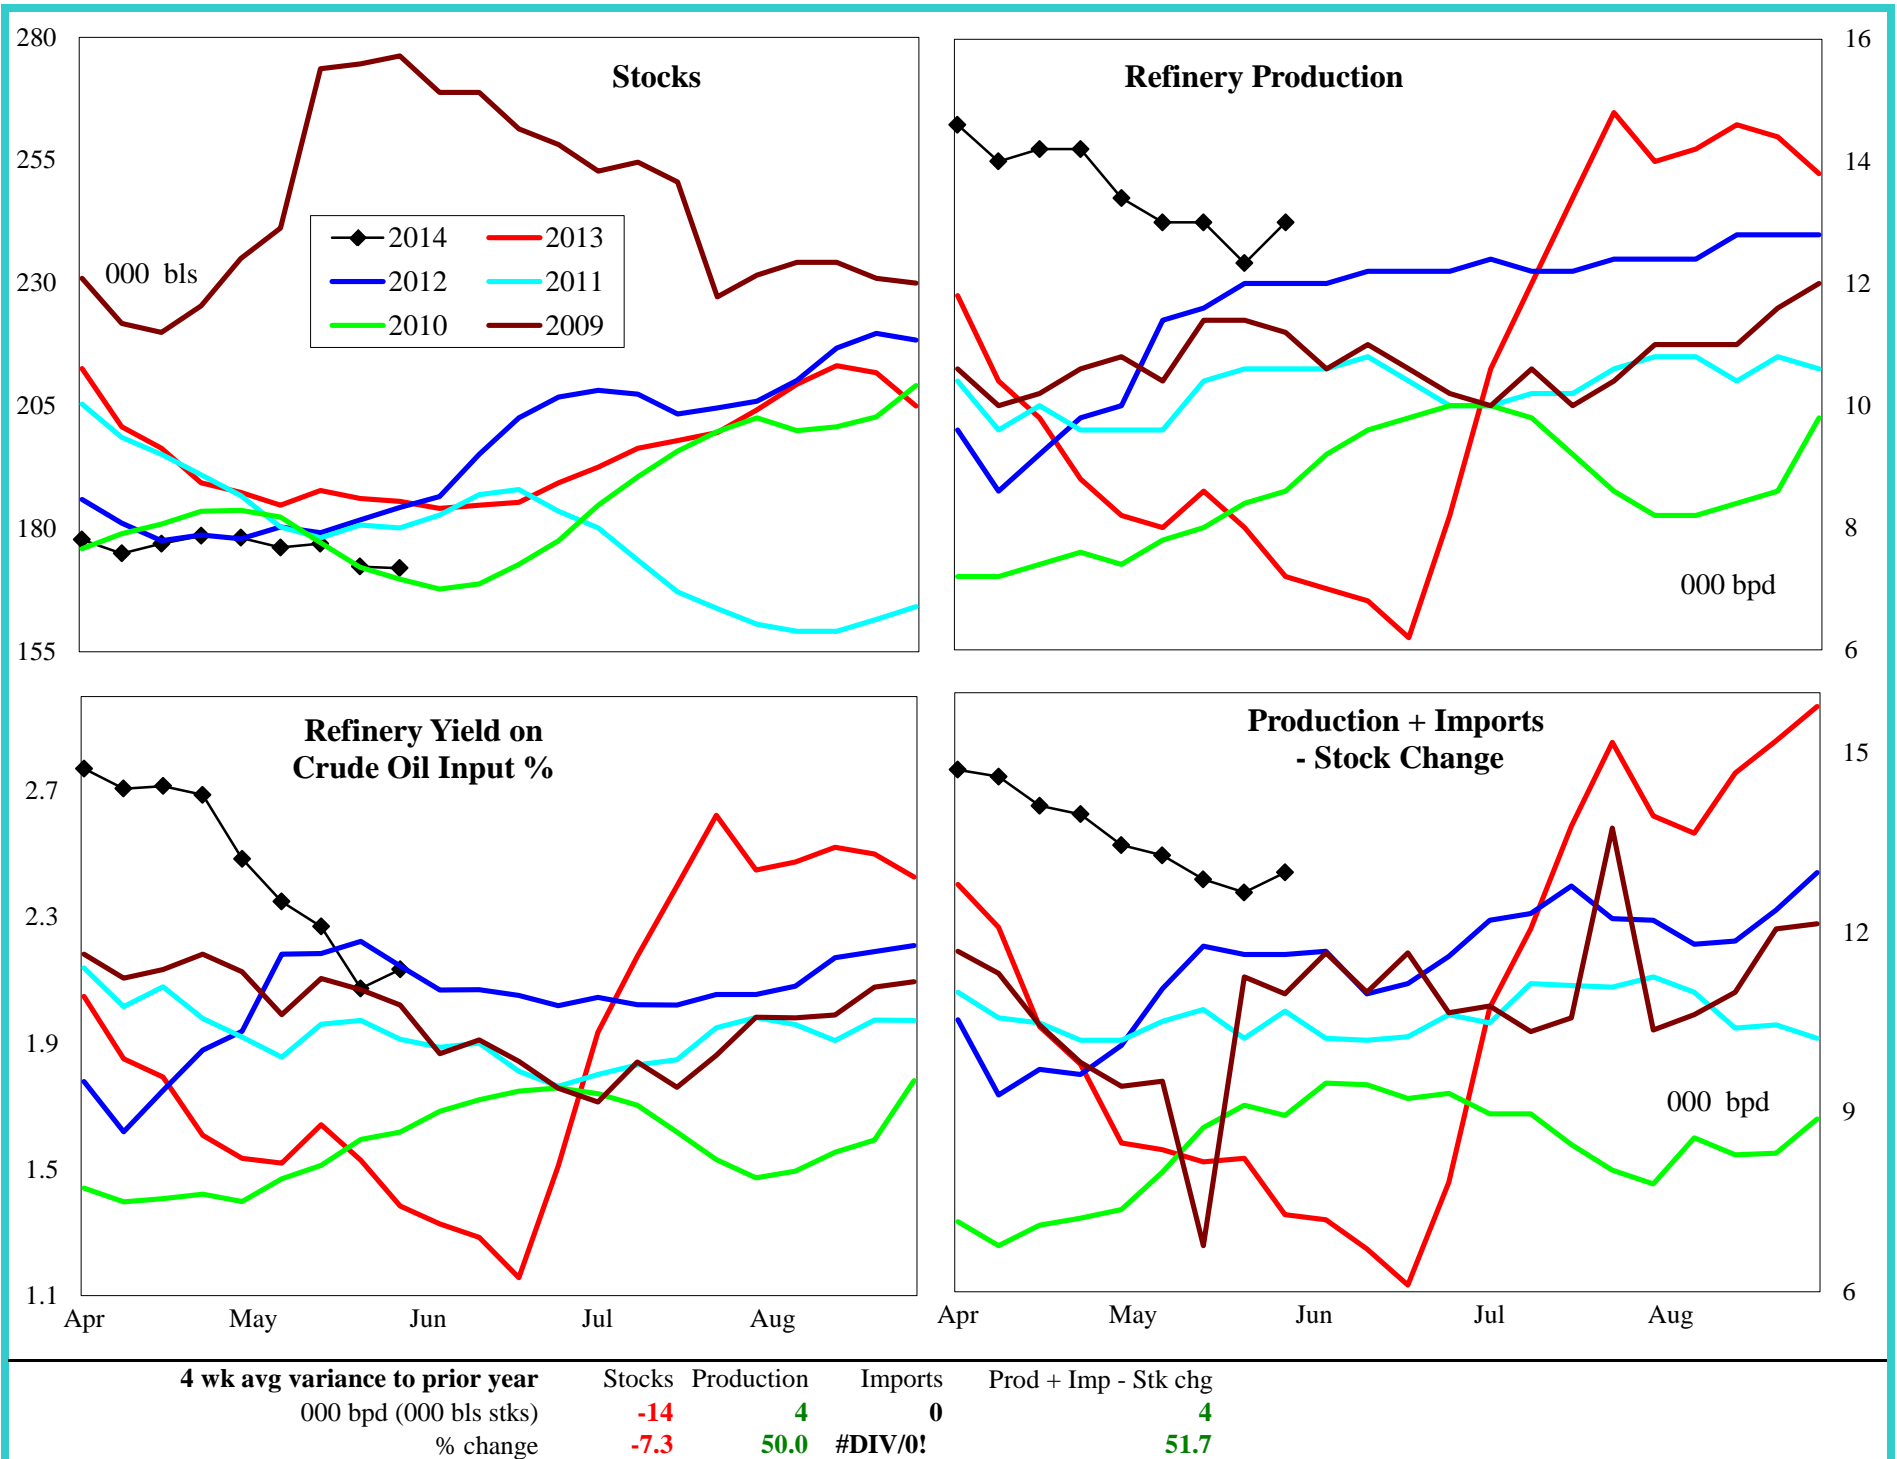 280
255
230
205
180
155
Stocks
000 bls
2014 2013
2012 2011
2010 2009
Refinery Production
000 bpd
16
14
12
10
8
6
Refinery Yield on
Crude Oil Input %
2.7
2.3
1.9
1.5
1.1
Apr May Jun Jul Aug
Production + Imports
- Stock Change
000 bpd
15
12
9
6
Apr May Jun Jul Aug
4 wk avg variance to prior year Stocks Production Imports Prod + Imp - Stk chg
000 bpd (000 bls stks) -14 4 0 4
% change -7.3 50.0 #DIV/0! 51.7